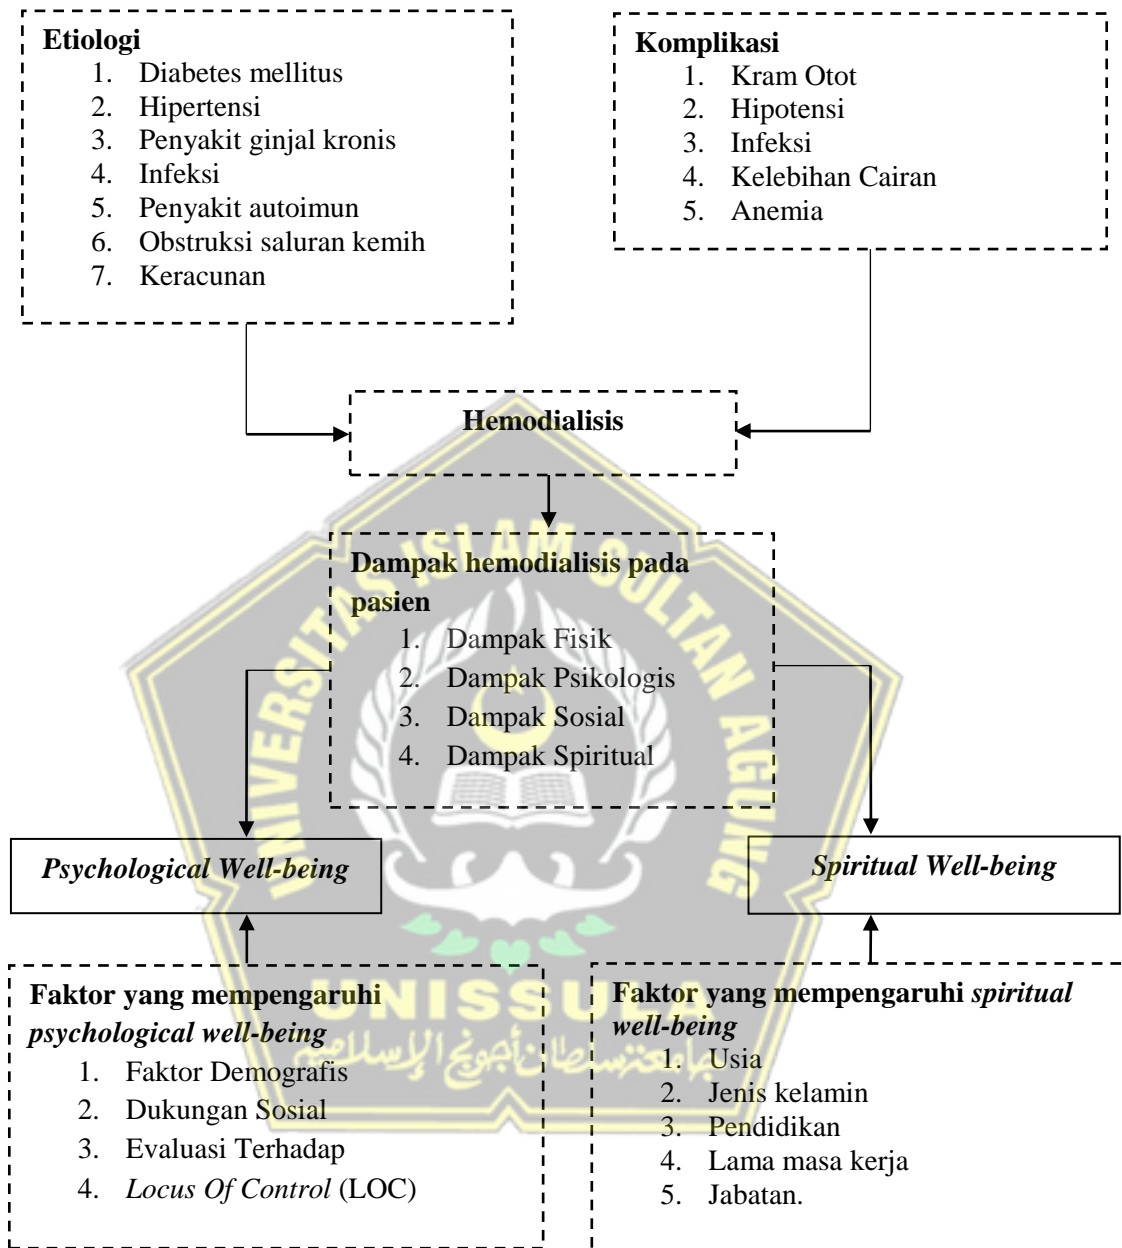 Etiologi
1. Diabetes mellitus
2. Hipertensi
3. Penyakit ginjal kronis
4. Infeksi
5. Penyakit autoimun
6. Obstruksi saluran kemih
7. Keracunan
Komplikasi
1. Kram Otot
2. Hipotensi
3. Infeksi
4. Kelebihan Cairan
5. Anemia
Hemodialisis
Dampak hemodialisis pada
pasien
1. Dampak Fisik
2. Dampak Psikologis
3. Dampak Sosial
4. Dampak Spiritual
Psychological Well-being
Spiritual Well-being
Faktor yang mempengaruhi
psychological well-being
1. Faktor Demografis
2. Dukungan Sosial
3. Evaluasi Terhadap
4. Locus Of Control (LOC)
Faktor yang mempengaruhi spiritual
well-being
1. Usia
2. Jenis kelamin
3. Pendidikan
4. Lama masa kerja
5. Jabatan.
UNIVERSITAS ISLAM SULTAN AGUNG
UNISSULA
جامعنسلطان أجونج الإسلامية